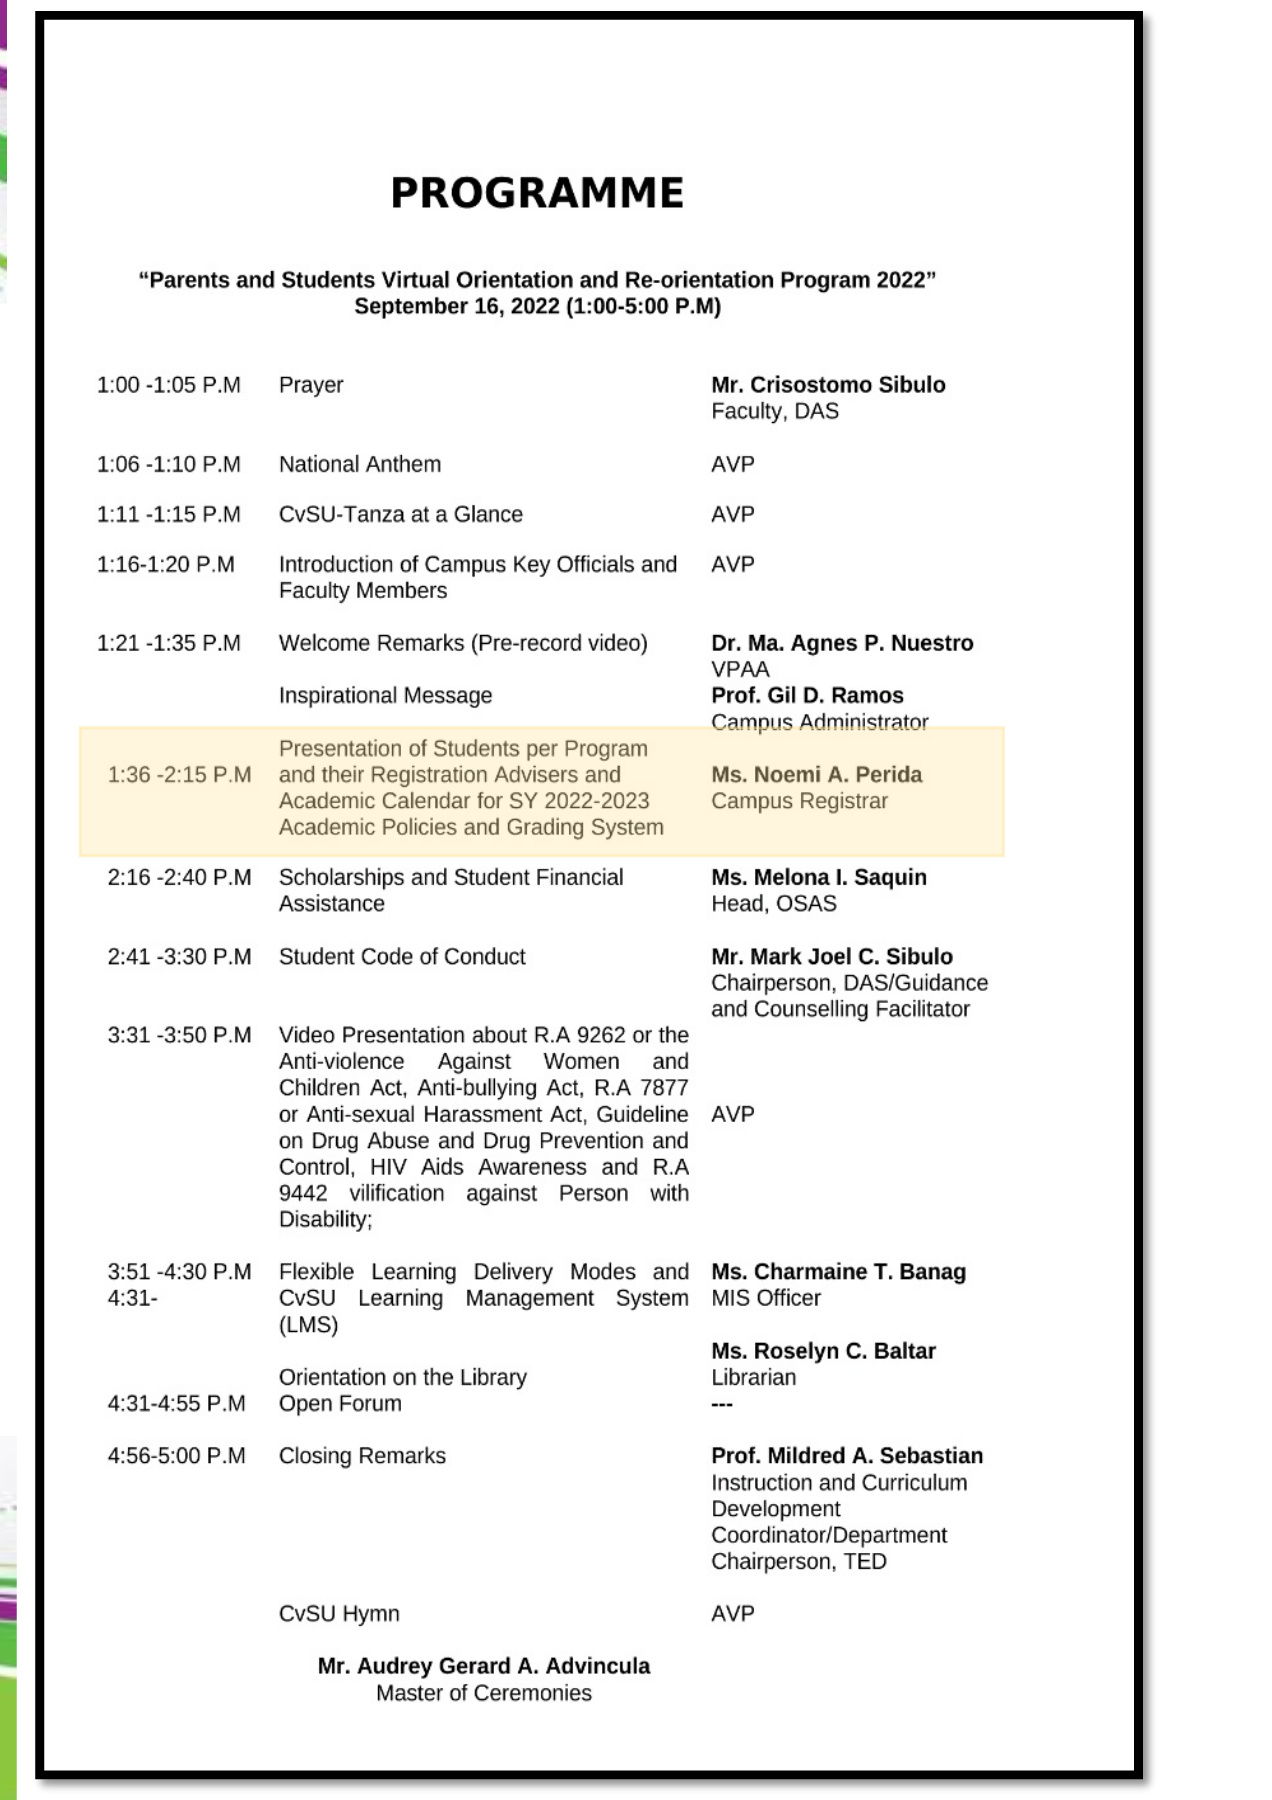 PROGRAMME
“Parents and Students Virtual Orientation and Re-orientation Program 2022”
September 16, 2022 (1:00-5:00 P.M)
1:00 -1:05 P.M Prayer Mr. Crisostomo Sibulo
Faculty, DAS
1:06 -1:10 P.M National Anthem AVP
1:11 -1:15 P.M CvSU-Tanza at a Glance AVP
1:16-1:20 P.M Introduction of Campus Key Officials and AVP
Faculty Members
1:21 -1:35 P.M Welcome Remarks (Pre-record video) Dr. Ma. Agnes P. Nuestro
VPAA
Inspirational Message Prof. Gil D. Ramos
Campus Administrator
Presentation of Students per Program
1:36 -2:15 P.M and their Registration Advisers and Ms. Noemi A. Perida
Academic Calendar for SY 2022-2023 Campus Registrar
Academic Policies and Grading System
2:16 -2:40 P.M Scholarships and Student Financial Ms. Melona I. Saquin
Assistance Head, OSAS
2:41 -3:30 P.M Student Code of Conduct Mr. Mark Joel C. Sibulo
Chairperson, DAS/Guidance
and Counselling Facilitator
3:31 -3:50 P.M Video Presentation about R.A 9262 or the
Anti-violence Against Women and
Children Act, Anti-bullying Act, R.A 7877
or Anti-sexual Harassment Act, Guideline AVP
on Drug Abuse and Drug Prevention and
Control, HIV Aids Awareness and R.A
9442 vilification against Person with
Disability;
3:51 -4:30 P.M Flexible Learning Delivery Modes and Ms. Charmaine T. Banag
4:31- CvSU Learning Management System MIS Officer
(LMS)
Ms. Roselyn C. Baltar
Orientation on the Library Librarian
4:31-4:55 P.M Open Forum ---
4:56-5:00 P.M Closing Remarks Prof. Mildred A. Sebastian
Instruction and Curriculum
Development
Coordinator/Department
Chairperson, TED
CvSU Hymn AVP
Mr. Audrey Gerard A. Advincula
Master of Ceremonies